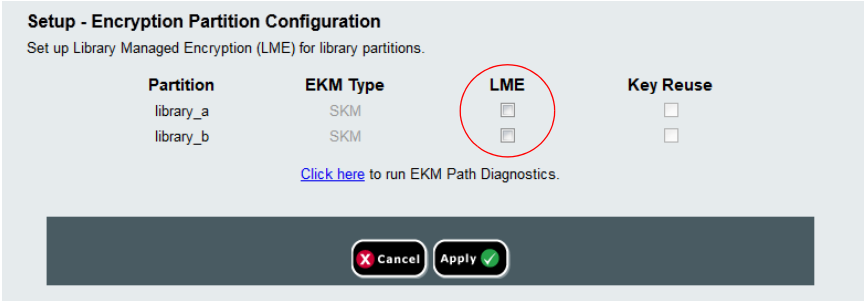 Setup - Encryption Partition Configuration
Set up Library Managed Encryption (LME) for library partitions.
Partition EKM Type LME Key Reuse
library_a SKM
library_b SKM
Click here to run EKM Path Diagnostics.
Cancel Apply